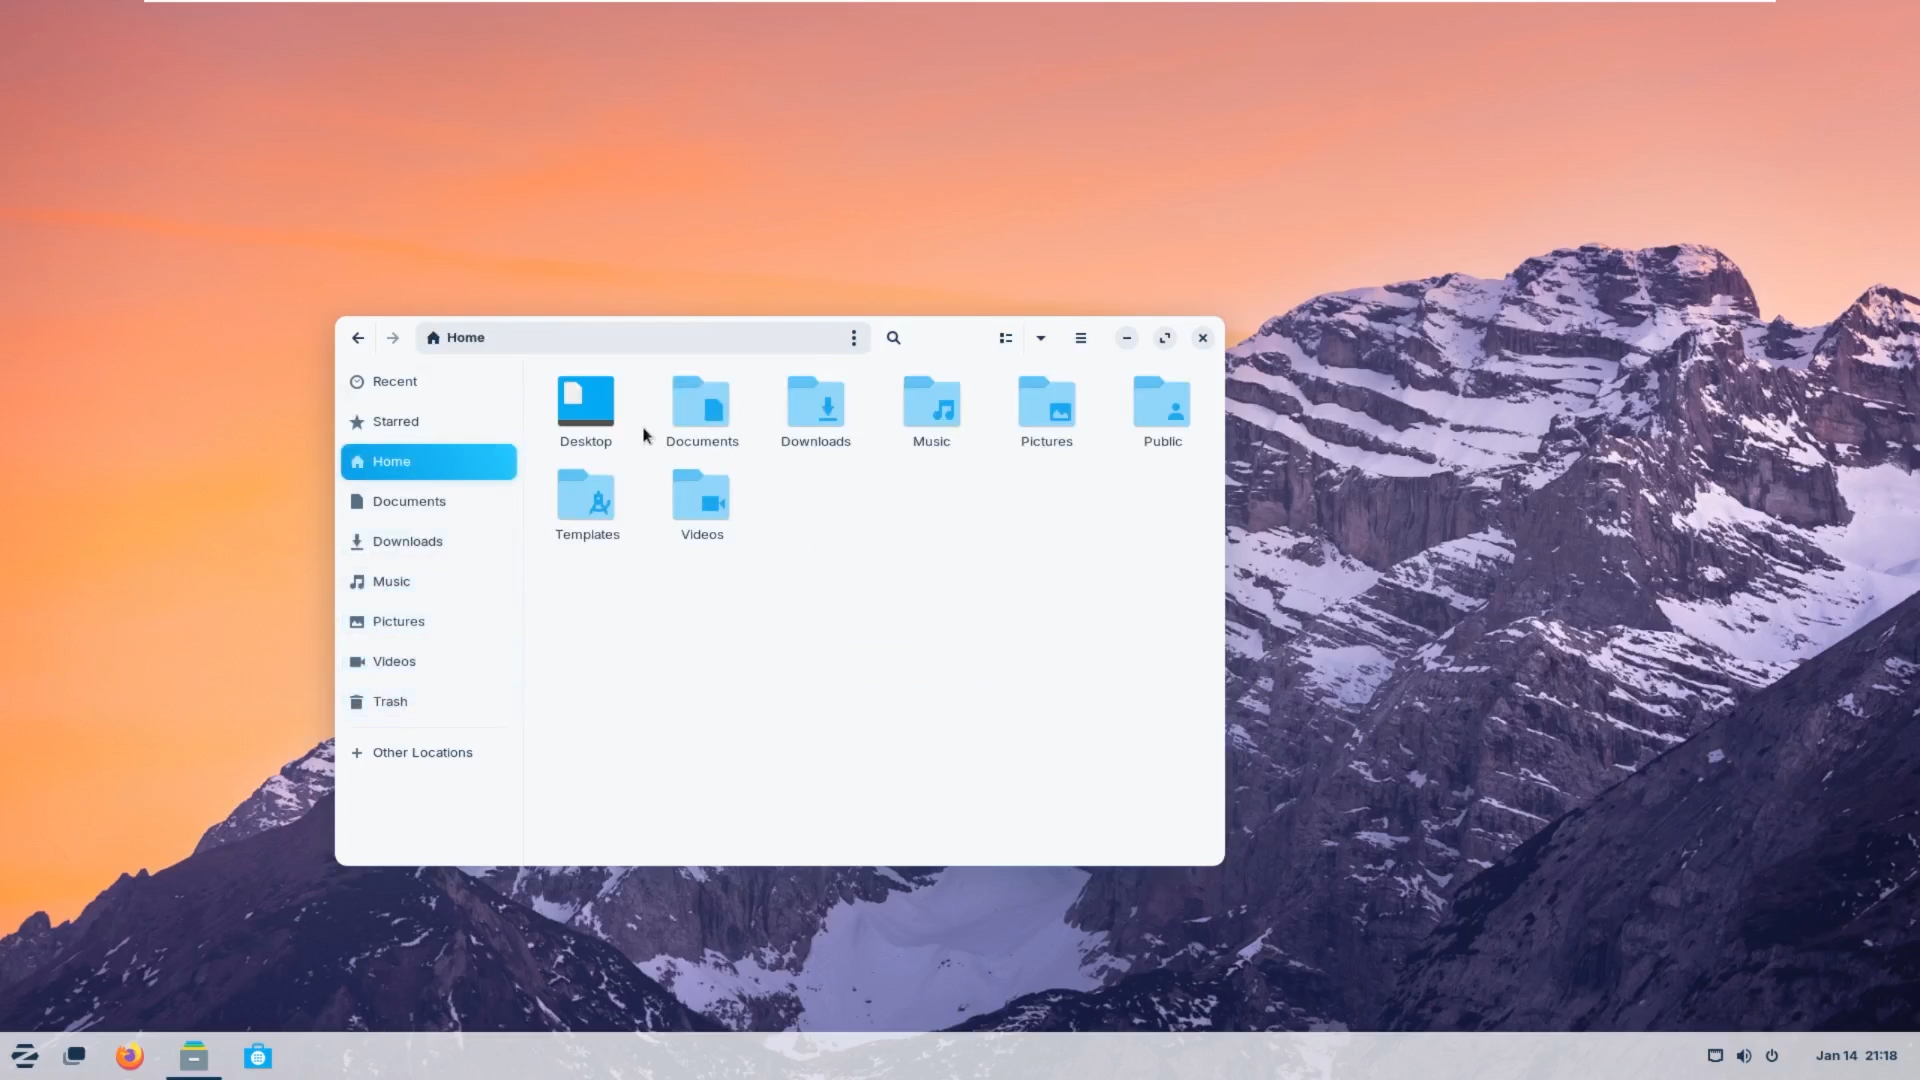 Home
Recent
Starred
Home
Documents
Downloads
Music
Pictures
Videos
Trash
Other Locations
Desktop
Documents
Downloads
Music
Pictures
Public
Templates
Videos
Jan 14 21:18